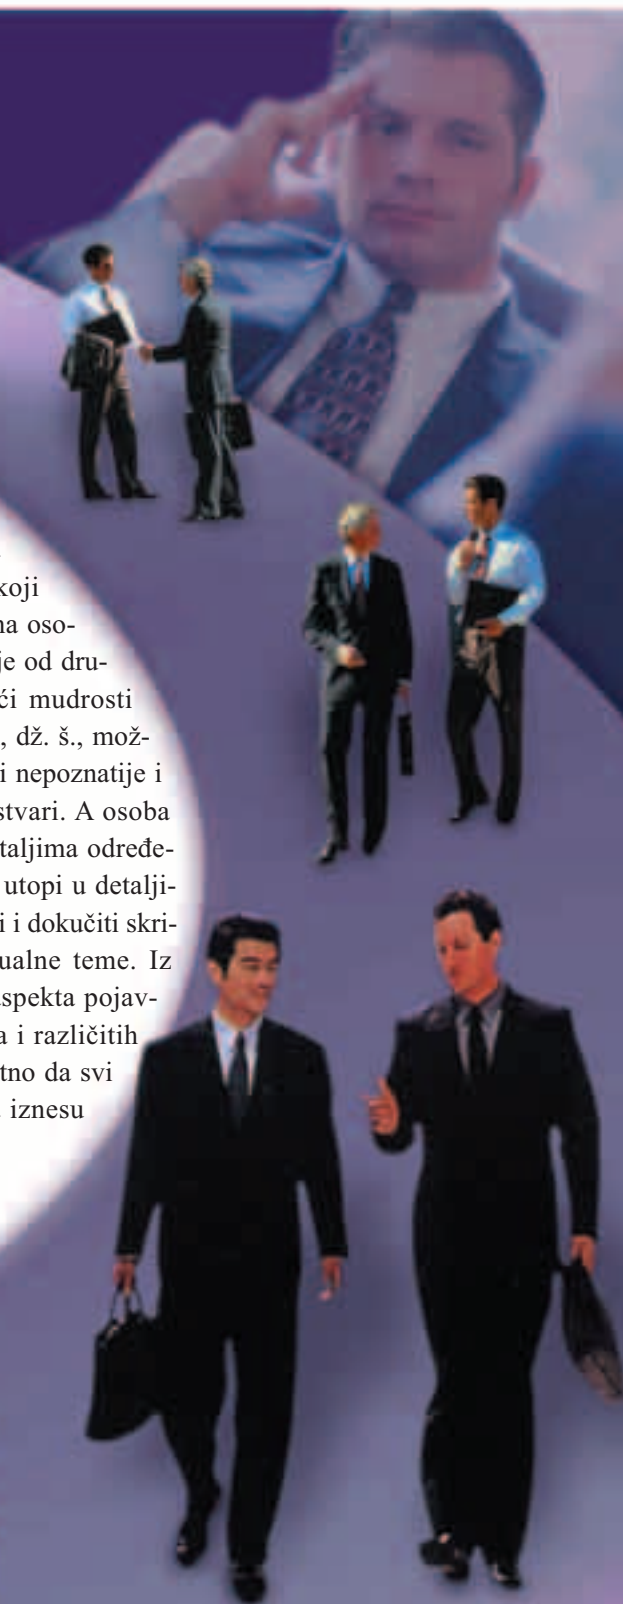 koji
na oso-
je od dru-
ći mudrosti
, dž. š., mož-
i nepoznatije i
stvari. A osoba
taljima određe-
utopi u detalji-
i i dokučiti skri-
ualne teme. Iz
aspekta pojav-
a i različitih
tno da svi
iznesu